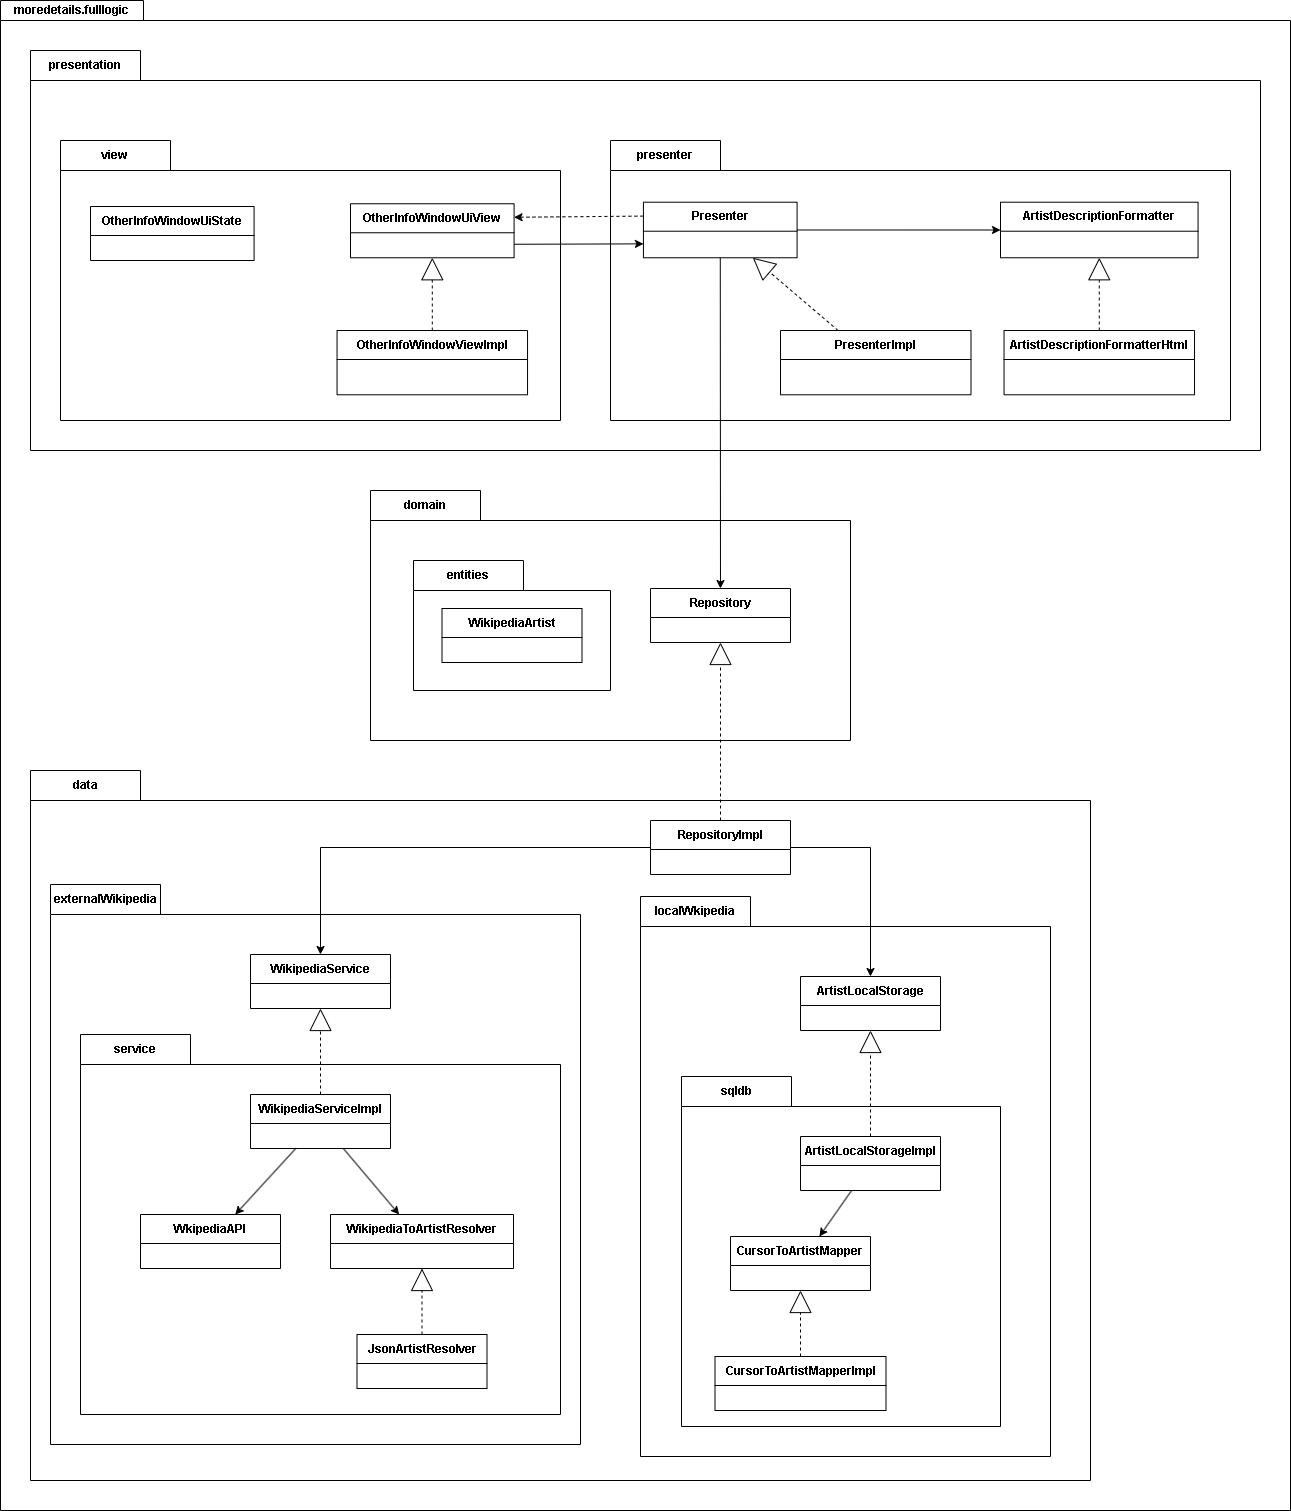 moredetails.fulllogic
presentation
view
presenter
OtherInfoWindowUiState
OtherInfoWindowUiView
Presenter
ArtistDescriptionFormatter
OtherInfoWindowViewImpl
PresenterImpl
ArtistDescriptionFormatterHtml
domain
entities
WikipediaArtist
Repository
data
RepositoryImpl
externalWikipedia
localWkipedia
WikipediaService
ArtistLocalStorage
service
sqldb
WikipediaServiceImpl
ArtistLocalStorageImpl
WkipediaAPI
WikipediaToArtistResolver
CursorToArtistMapper
JsonArtistResolver
CursorToArtistMapperImpl